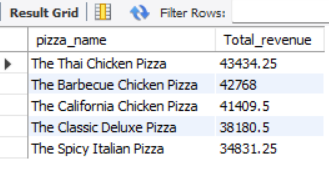 Result Grid Filter Rows:
pizza_name Total_revenue
The Thai Chicken Pizza 43434.25
The Barbecue Chicken Pizza 42768
The California Chicken Pizza 41409.5
The Classic Deluxe Pizza 38180.5
The Spicy Italian Pizza 34831.25